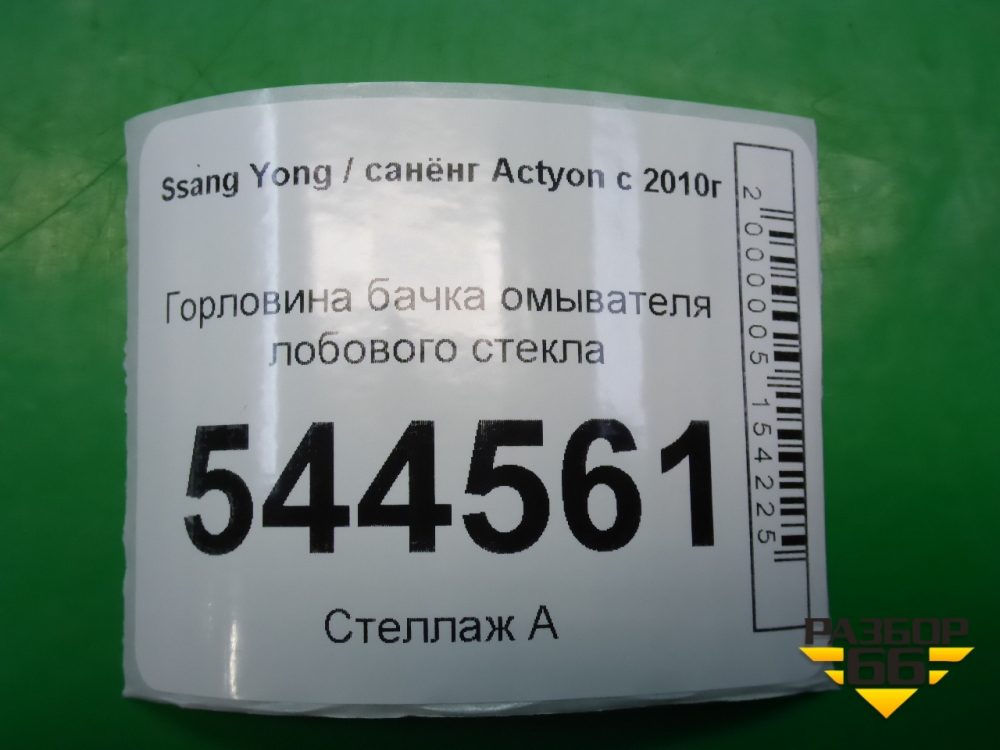 Ssang Yong / санёнг Actyon с 2010г
Горловина бачка омывателя
лобового стекла
544561
Стеллаж А
2000005154225
РАЗБОР
66